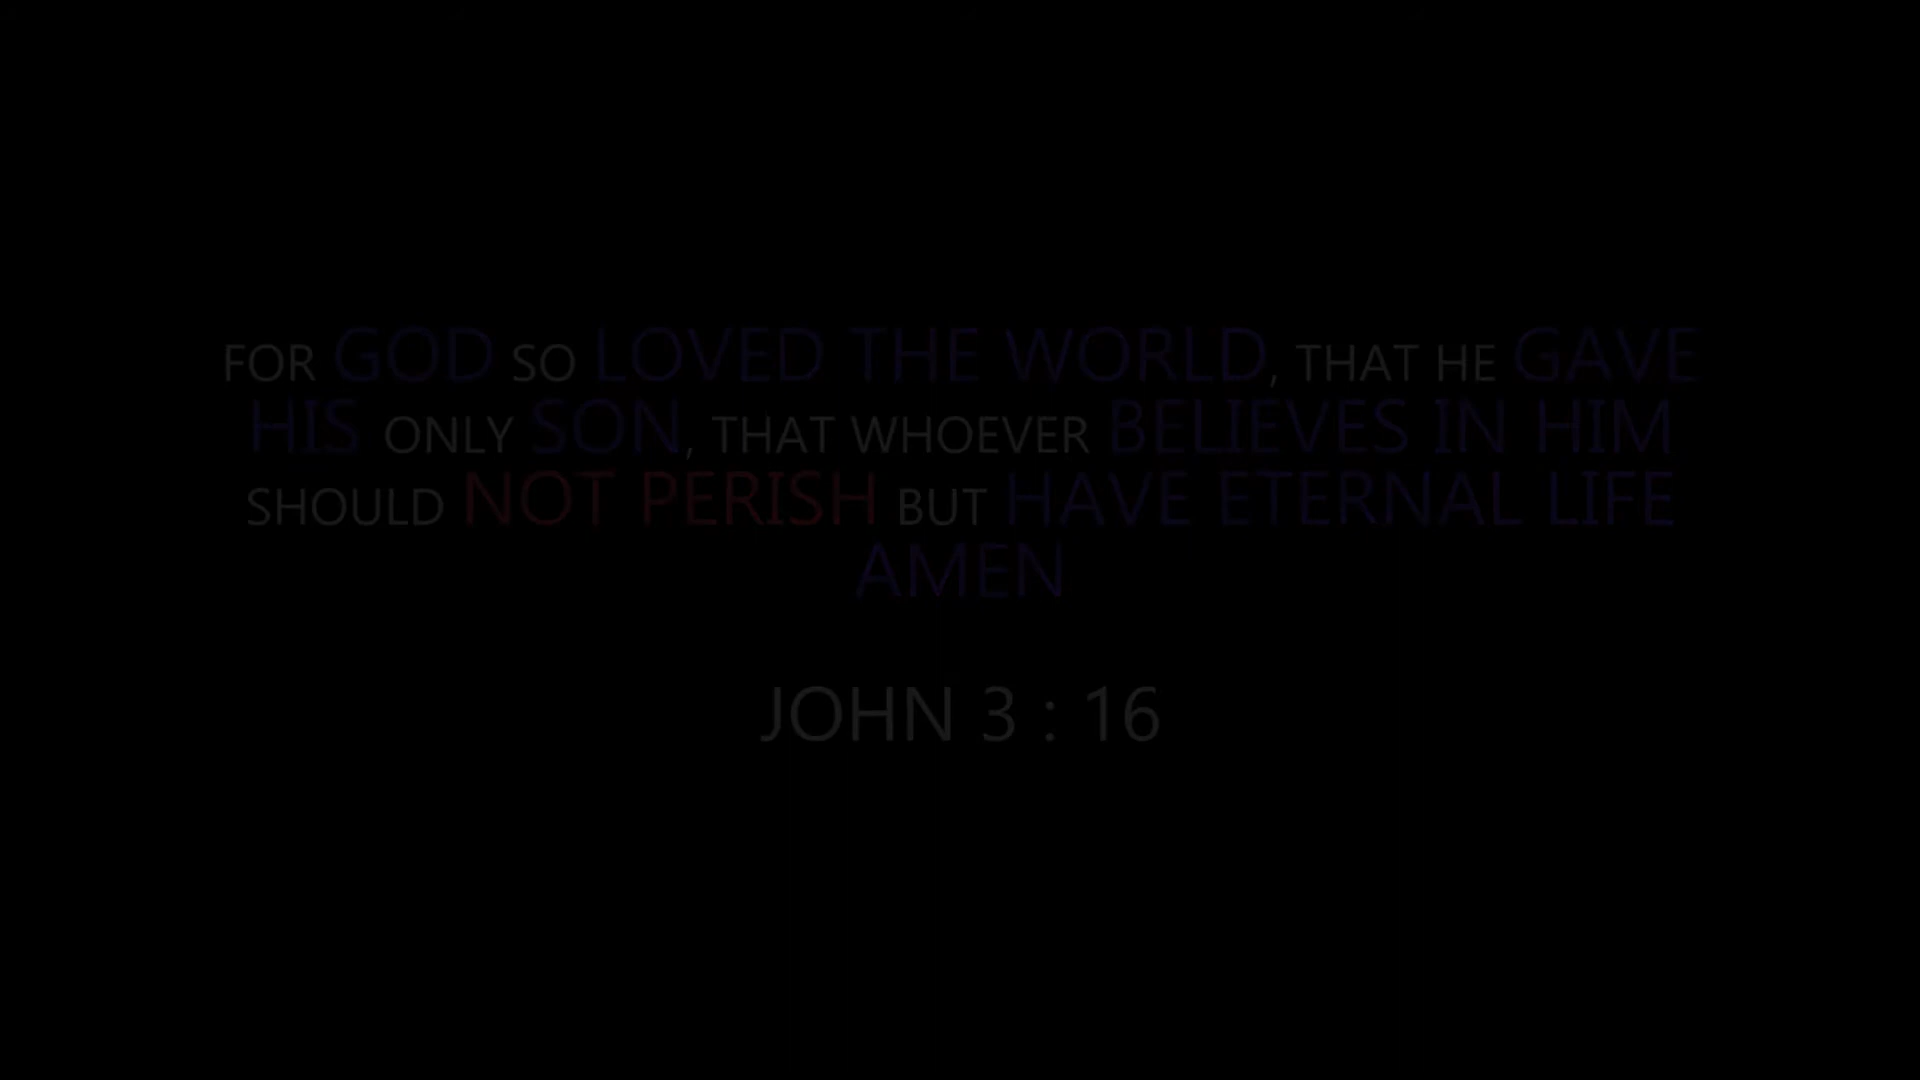 FOR GOD SO LOVED THE WORLD, THAT HE GAVE
HIS ONLY SON, THAT WHOEVER BELIEVES IN HIM
SHOULD NOT PERISH BUT HAVE ETERNAL LIFE
AMEN
JOHN 3 : 16